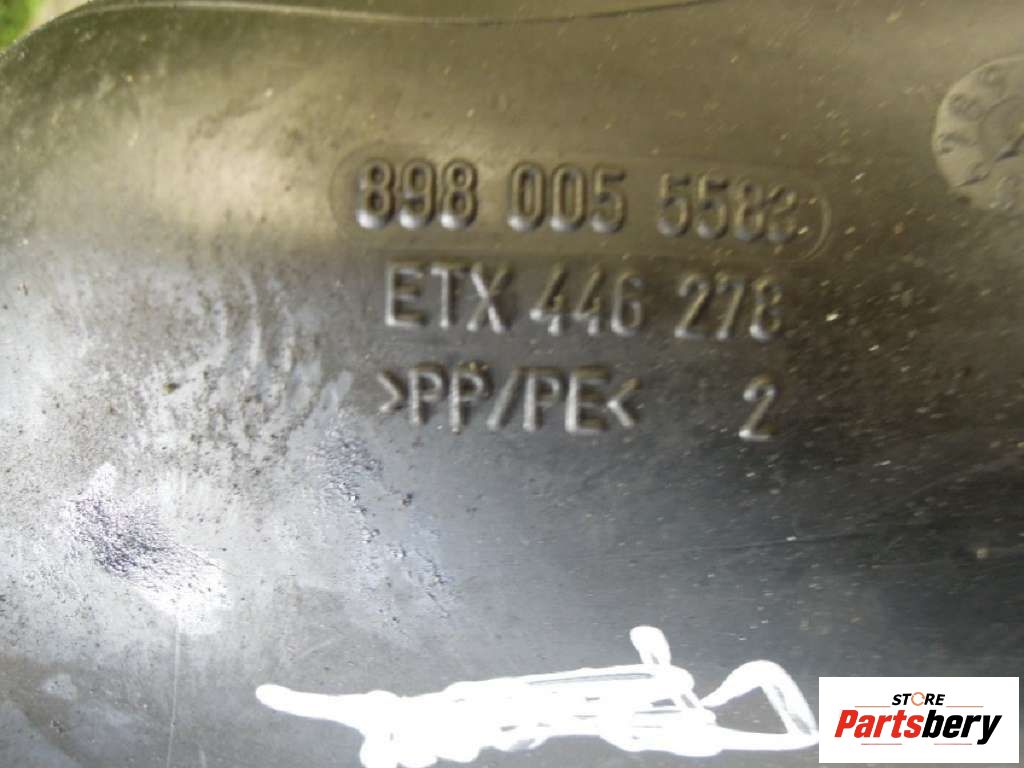 898 005 5583
ETX 446 278
>PP/PE< 2
STORE
Partsbery